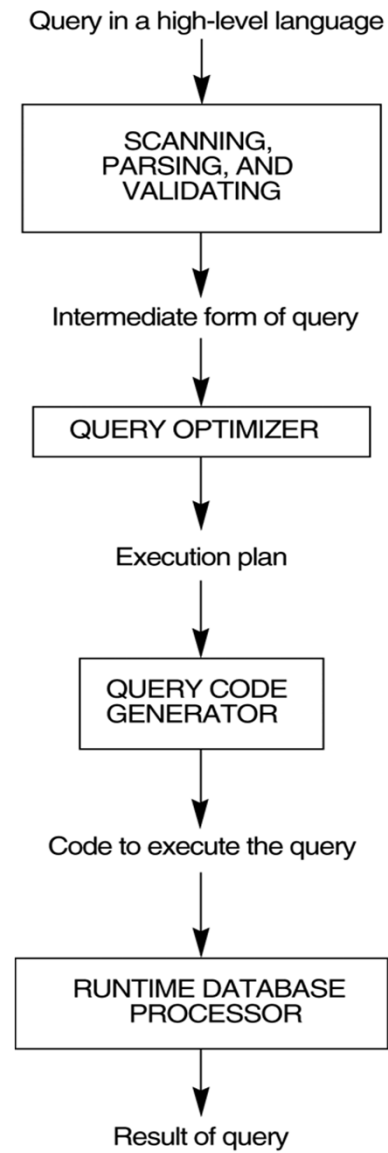 Query in a high-level language
SCANNING,
PARSING, AND
VALIDATING
Intermediate form of query
QUERY OPTIMIZER
Execution plan
QUERY CODE
GENERATOR
Code to execute the query
RUNTIME DATABASE
PROCESSOR
Result of query